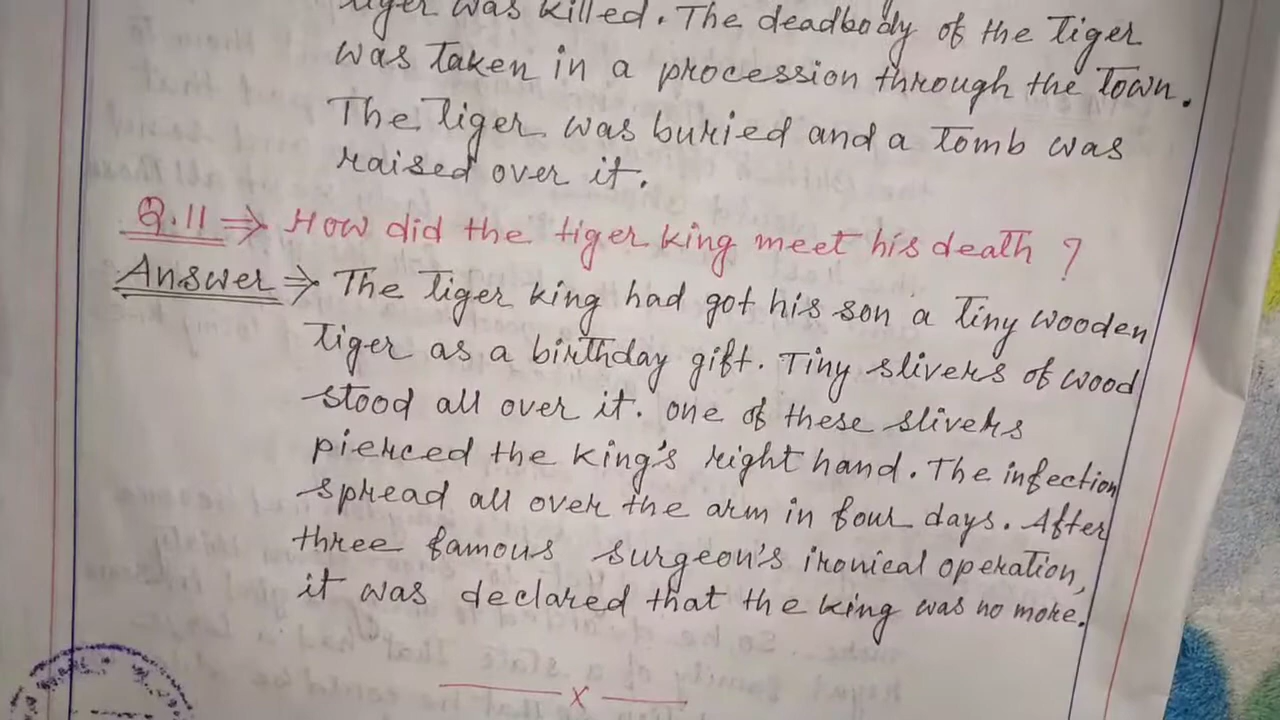 tiger was killed. The deadbody of the tiger
was taken in a procession through the town.
The tiger was buried and a tomb was
raised over it.
Q.11 ⇒ How did the tiger king meet his death ?
Answer ⇒ The tiger king had got his son a tiny wooden
tiger as a birthday gift. Tiny slivers of wood
stood all over it. one of these slivers
pierced the king's right hand. The infection
spread all over the arm in four days. After
three famous surgeon's ironical operation,
it was declared that the king was no more.
x